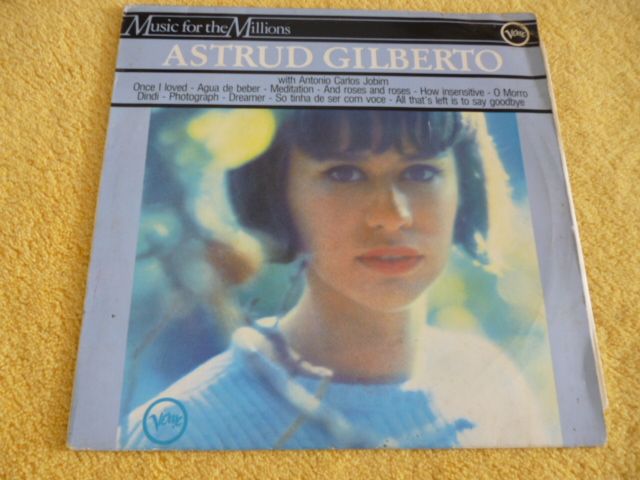 Music for the Millions
Verve
ASTRUD GILBERTO
with Antonio Carlos Jobim
Once I loved - Agua de beber - Meditation - And roses and roses - How insensitive - O Morro
Dindi - Photograph - Dreamer - So tinha de ser com voce - All that's left is to say goodbye
Verve